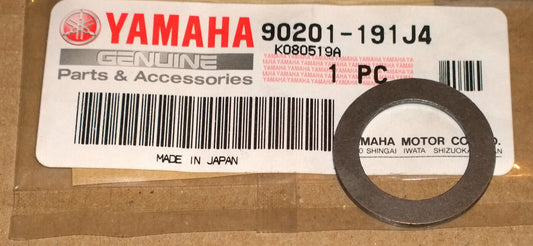 YAMAHA 90201-191J4
GENUINE K080519A
Parts & Accessories 1 PC
MADE IN JAPAN
YAMAHA MOTOR CO
SHINGAI IWATA SHIZUOKA